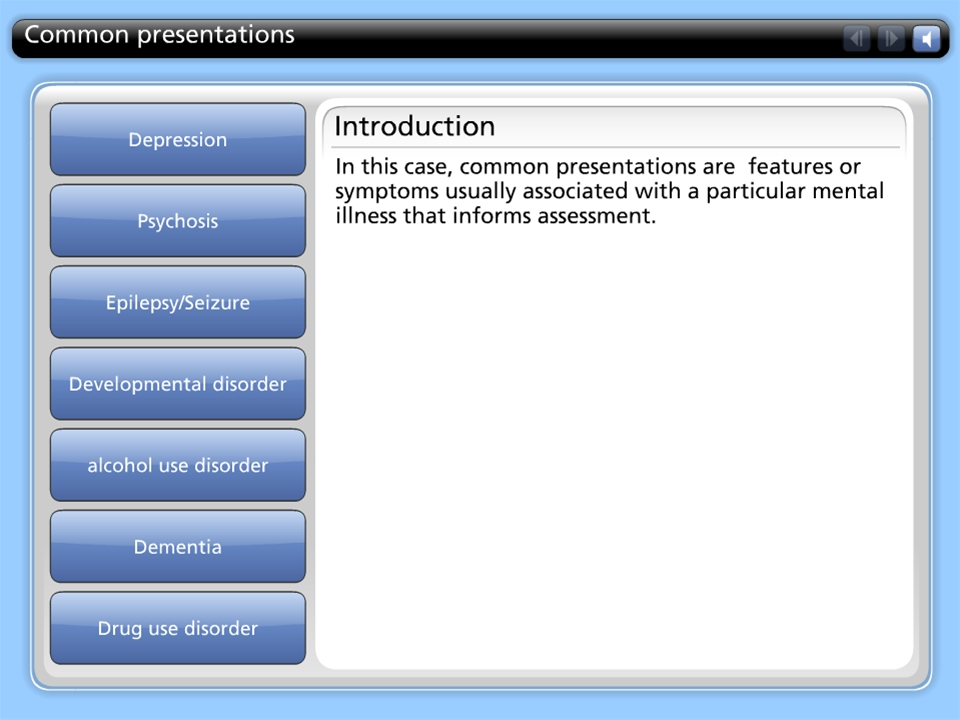 Common presentations
Depression
Psychosis
Epilepsy/Seizure
Developmental disorder
alcohol use disorder
Dementia
Drug use disorder
Introduction
In this case, common presentations are  features or
symptoms usually associated with a particular mental
illness that informs assessment.